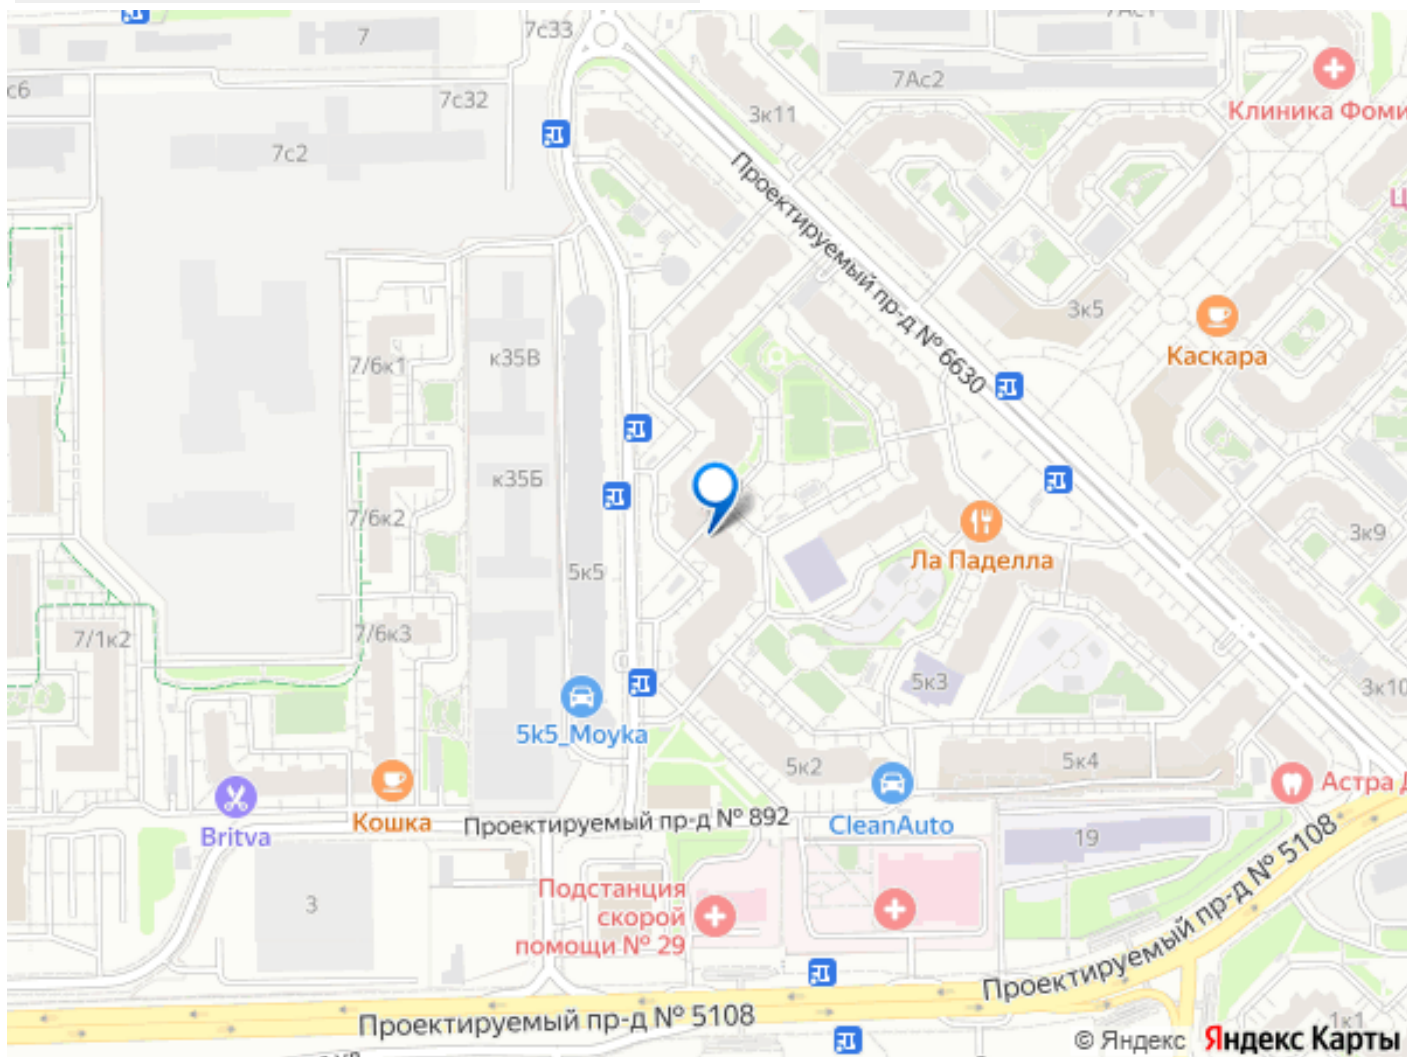 7с33
7
с6
7с32
7с2
3к11
7Ас2
Клиника Фоми
Проектируемый пр-д № 6630
3к5
Каскара
7/6к1
к35В
к35Б
7/6к2
5к5
Ла Паделла
3к9
7/1к2
7/6к3
5к3
3к10
5k5_Moyka
5к2
5к4
Britva
Кошка
Проектируемый пр-д № 892
CleanAuto
Астра Д
19
3
Подстанция
скорой
помощи № 29
Проектируемый пр-д № 5108
Проектируемый пр-д № 5108
1к1
© Яндекс Яндекс Карты